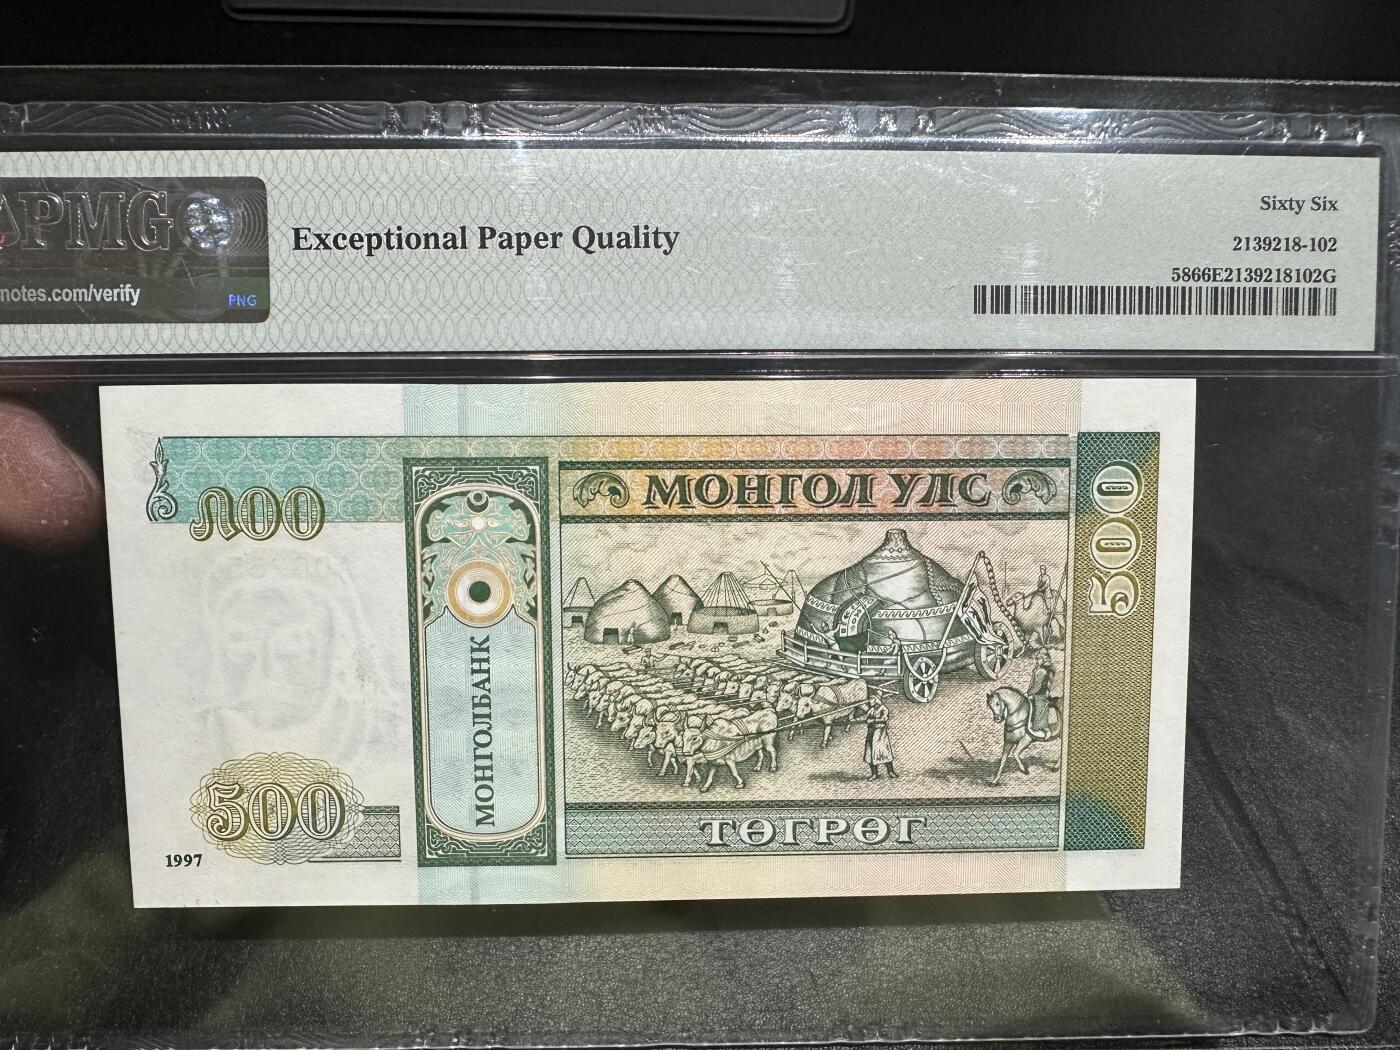 PMG
Exceptional Paper Quality
Sixty Six
2139218-102
5866E2139218102G
notes.com/verify
PNG
МОНГОЛ УЛС
500
МОНГОЛБАНК
500
ТӨГРӨГ
1997